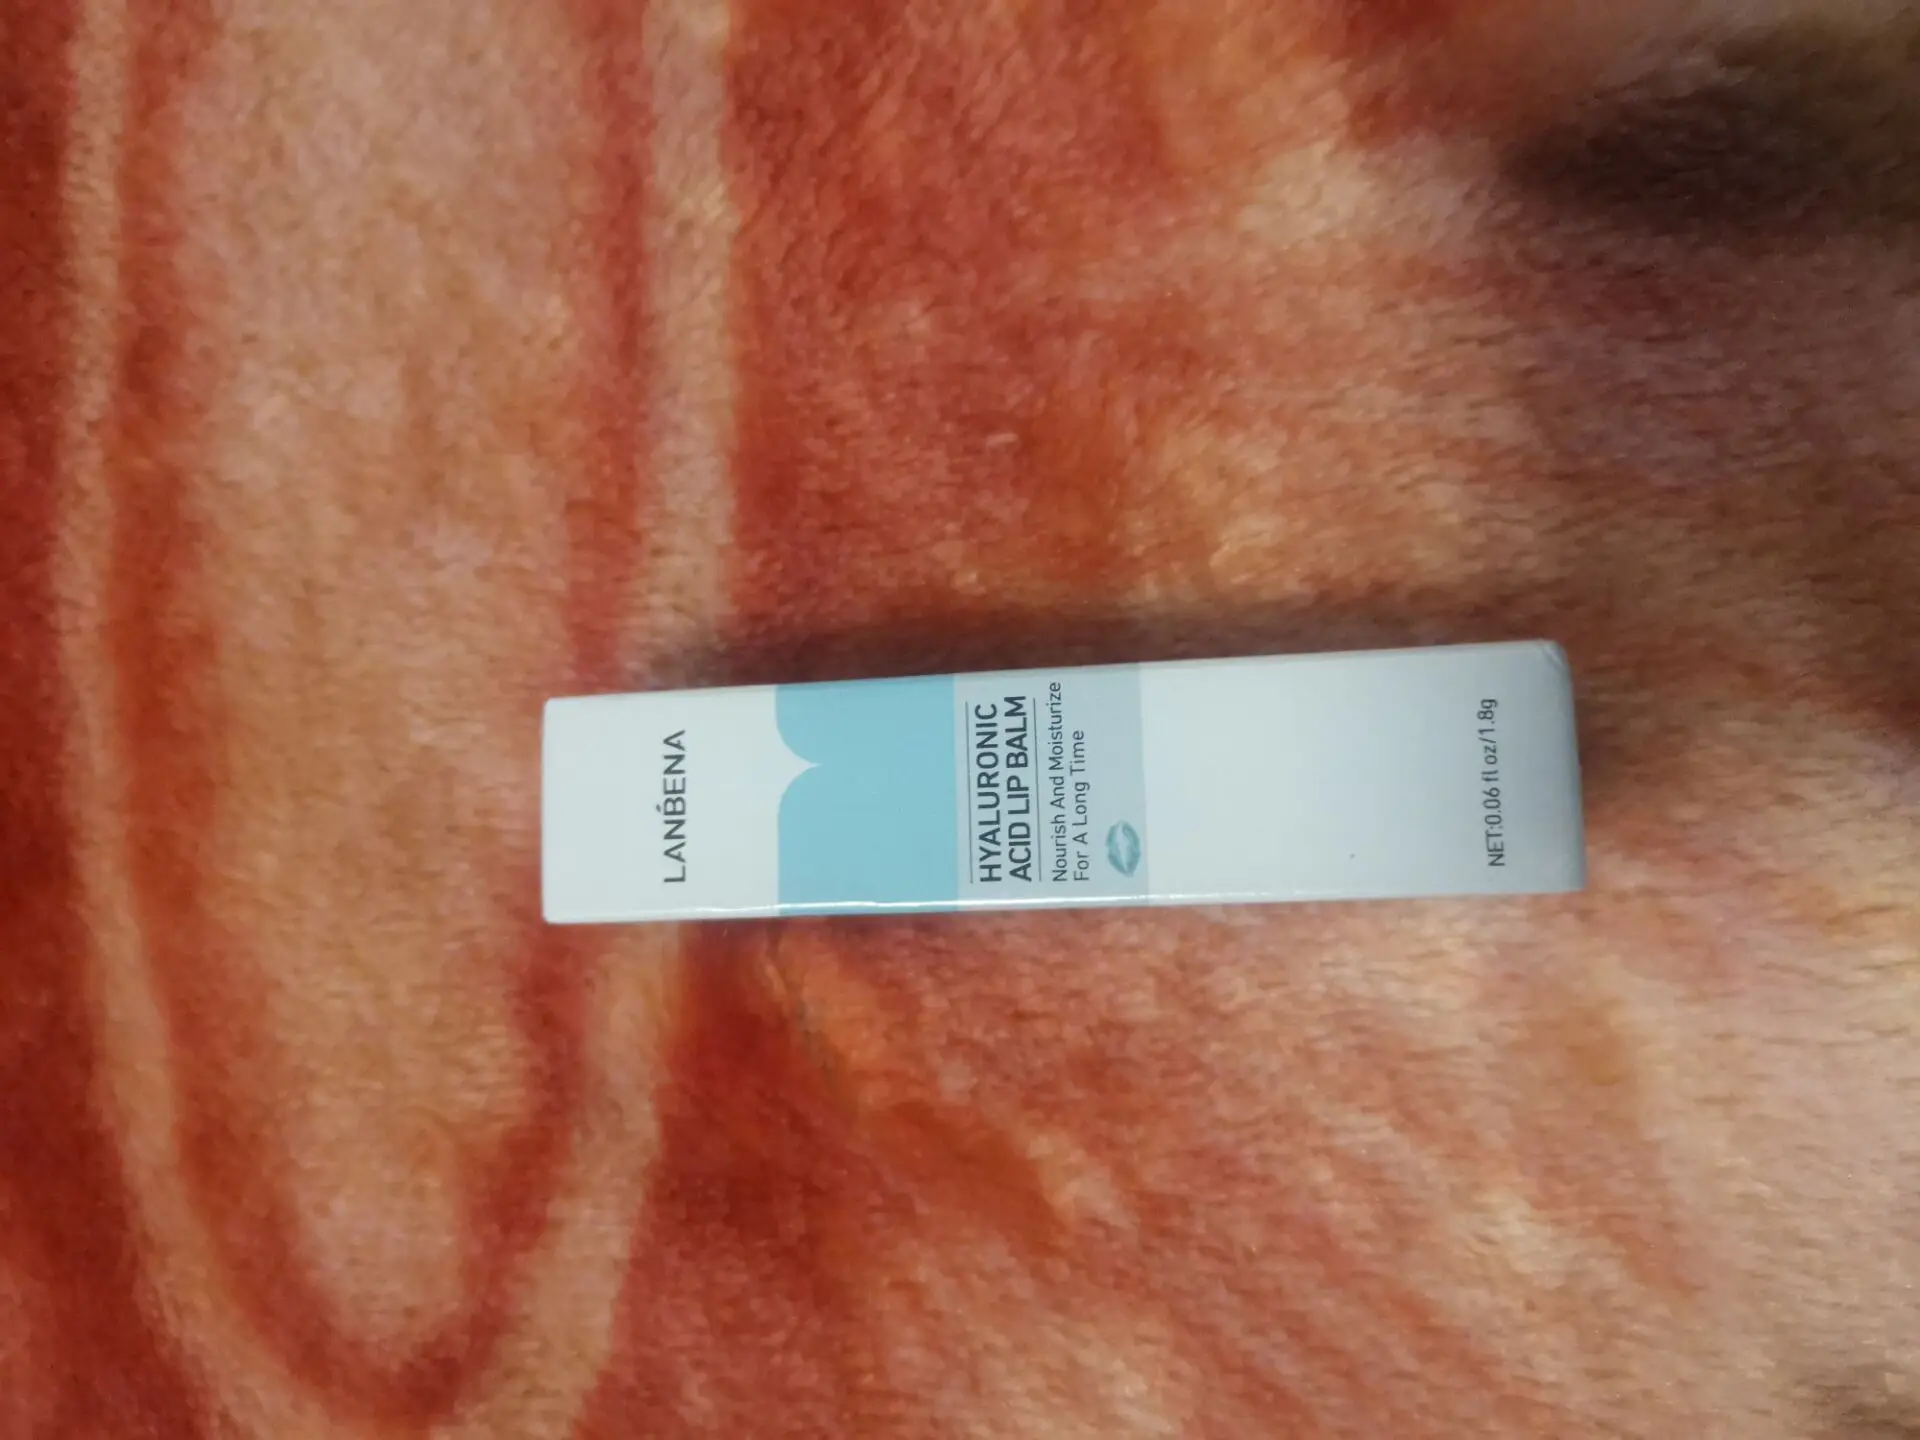 LANBENA
HYALURONIC
ACID LIP BALM
Nourish And Moisturize
For A Long Time
NET:0.06 fl oz/1.8g